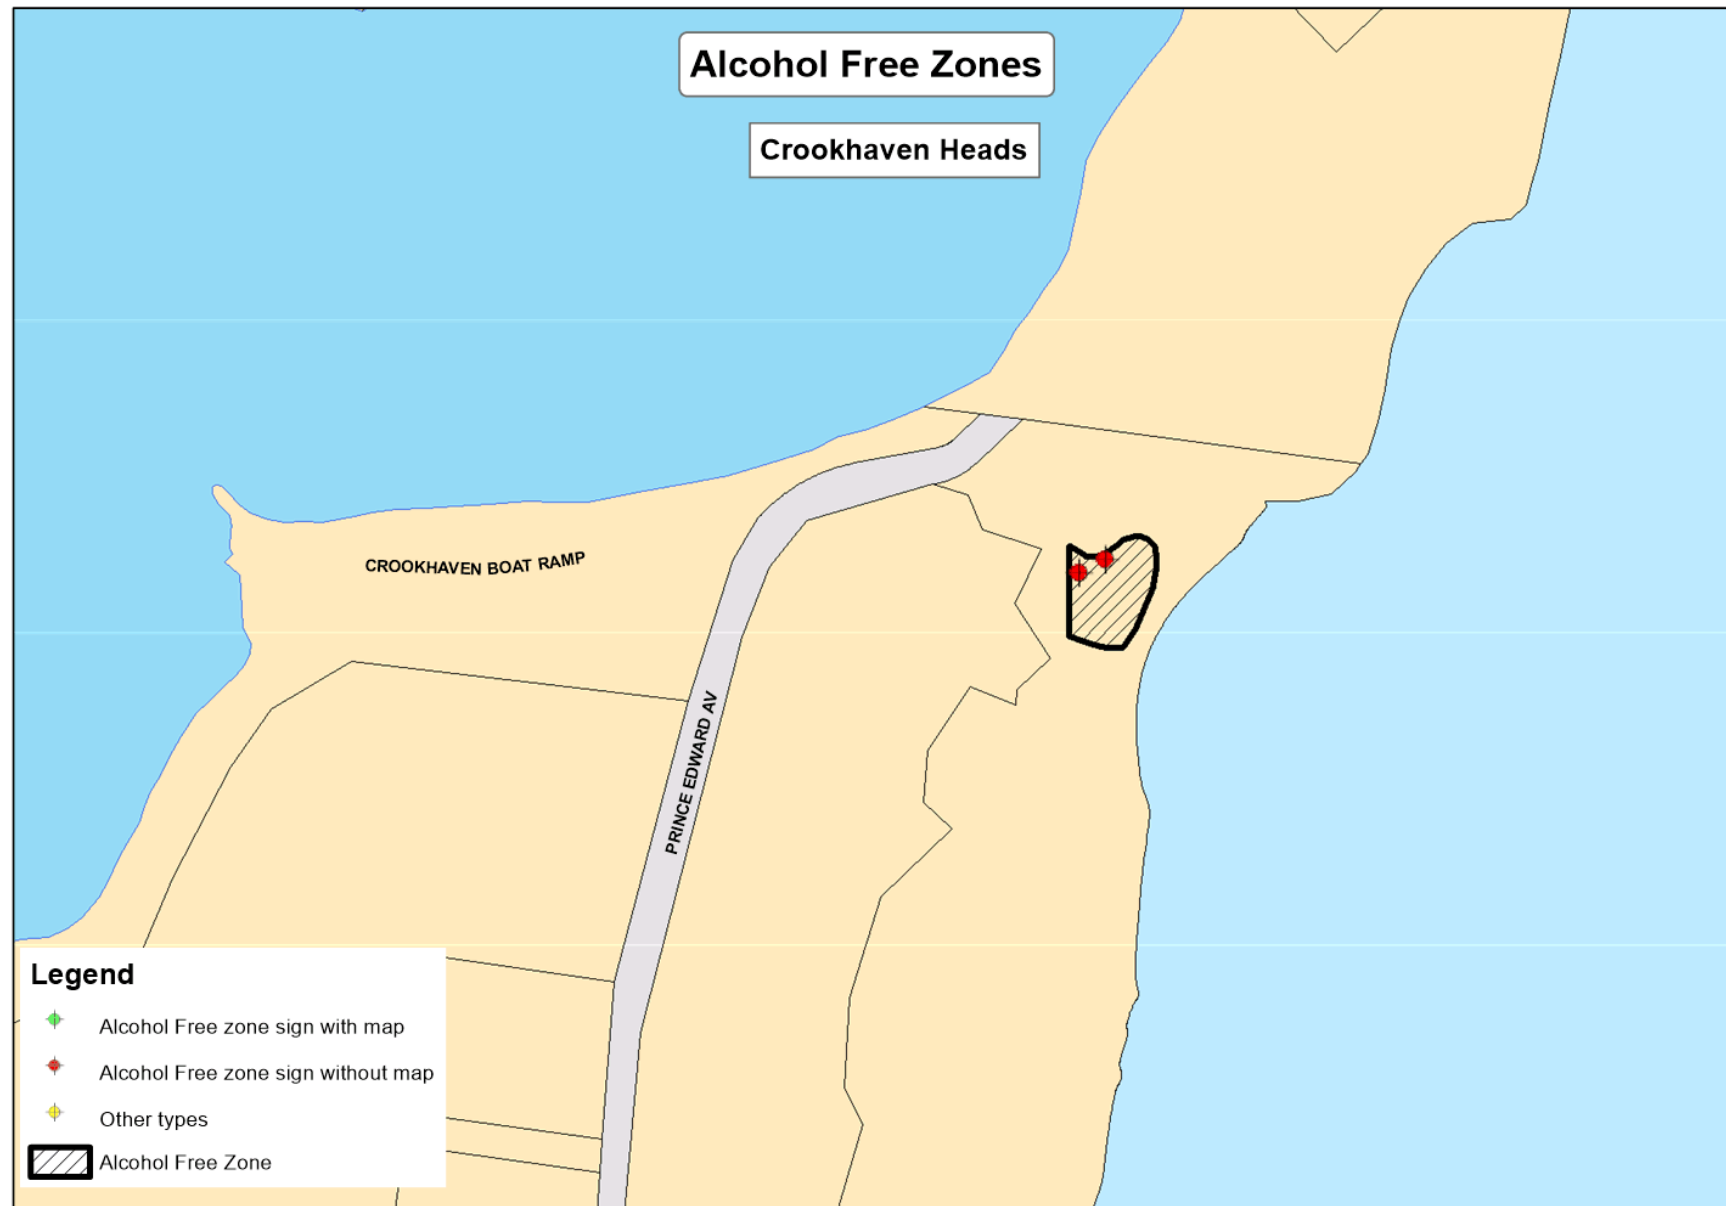 Alcohol Free Zones
Crookhaven Heads
CROOKHAVEN BOAT RAMP
PRINCE EDWARD AV
Legend
Alcohol Free zone sign with map
Alcohol Free zone sign without map
Other types
Alcohol Free Zone